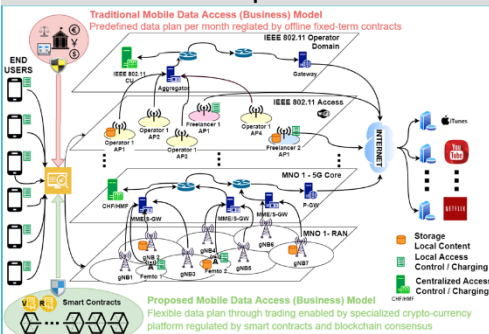 Traditional Mobile Data Access (Business) Model
Predefined data plan per month reglated by offline fixed-term contracts
END
USERS
IEEE 802.11 Operator
Domain
IEEE 802.11
CU
Aggregator
Gateway
IEEE 802.11 Access
Operator 1
AP1
Operator 1
AP2
Operator 1
AP3
Freelancer 1
AP1
Operator 1
AP4
Freelancer 2
AP1
INTERNET
iTunes
You
Tube
NETFLIX
MNO 1 - 5G Core
CHF/HMF
MME/S-GW
MME/S-GW
MME/S-GW
P-GW
MNO 1- RAN
gNB1
gNB 2
Femto 1
gNB3
gNB4
Femto 2
gNB5
gNB6
gNB7
Storage
Local Content
Local Access
Control / Charging
Centralized Access
Control / Charging
CHF/HMF
Smart Contracts
Proposed Mobile Data Access (Business) Model
Flexible data plan through trading enabled by specialized crypto-currency
platform regulated by smart contracts and blockchain consensus